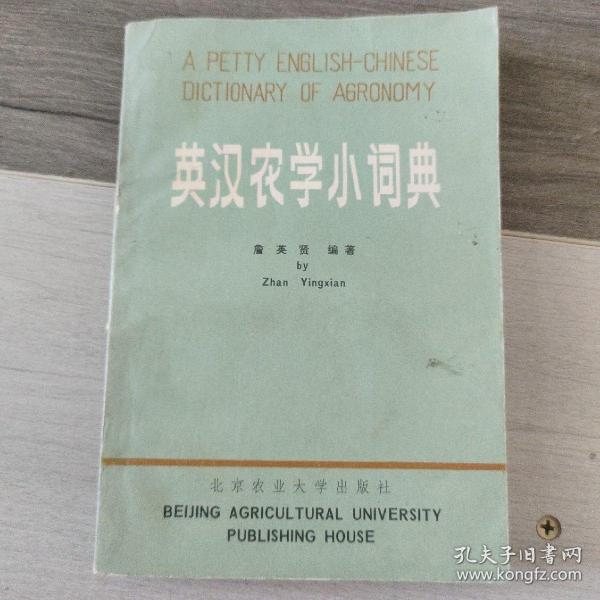 A PETTY ENGLISH-CHINESE
DICTIONARY OF AGRONOMY
英汉农学小词典
詹英贤 编著
by
Zhan Yingxian
北京农业大学出版社
BEIJING AGRICULTURAL UNIVERSITY
PUBLISHING HOUSE
孔夫子旧书网
www.kongfz.com